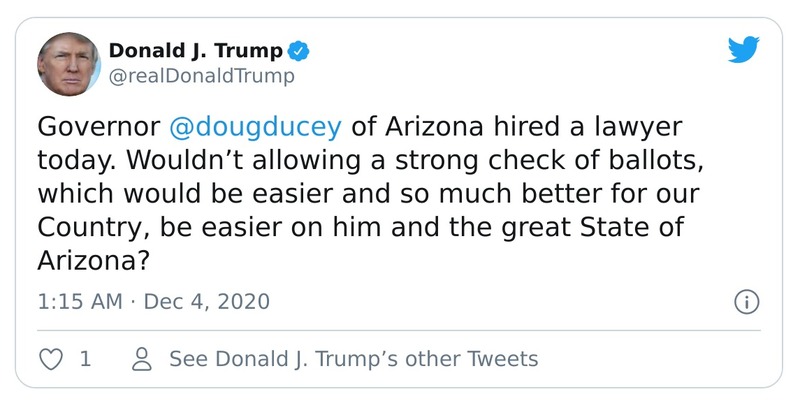 Donald J. Trump
@realDonaldTrump
Governor @dougducey of Arizona hired a lawyer
today. Wouldn’t allowing a strong check of ballots,
which would be easier and so much better for our
Country, be easier on him and the great State of
Arizona?
1:15 AM · Dec 4, 2020
1 See Donald J. Trump’s other Tweets